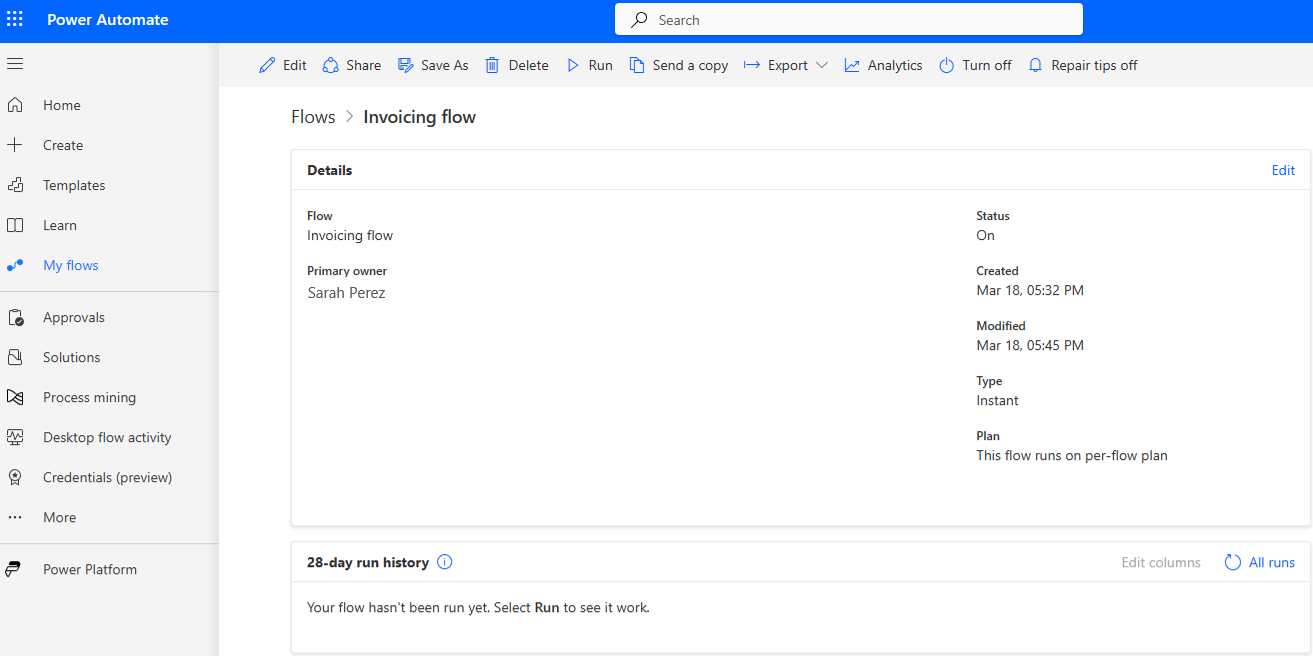 Power Automate
Search
Edit Share Save As Delete Run Send a copy Export Analytics Turn off Repair tips off
Home
Create
Templates
Learn
My flows
Approvals
Solutions
Process mining
Desktop flow activity
Credentials (preview)
More
Power Platform
Flows > Invoicing flow
Details
Edit
Flow
Invoicing flow
Primary owner
Sarah Perez
Status
On
Created
Mar 18, 05:32 PM
Modified
Mar 18, 05:45 PM
Type
Instant
Plan
This flow runs on per-flow plan
28-day run history
Edit columns
All runs
Your flow hasn't been run yet. Select Run to see it work.